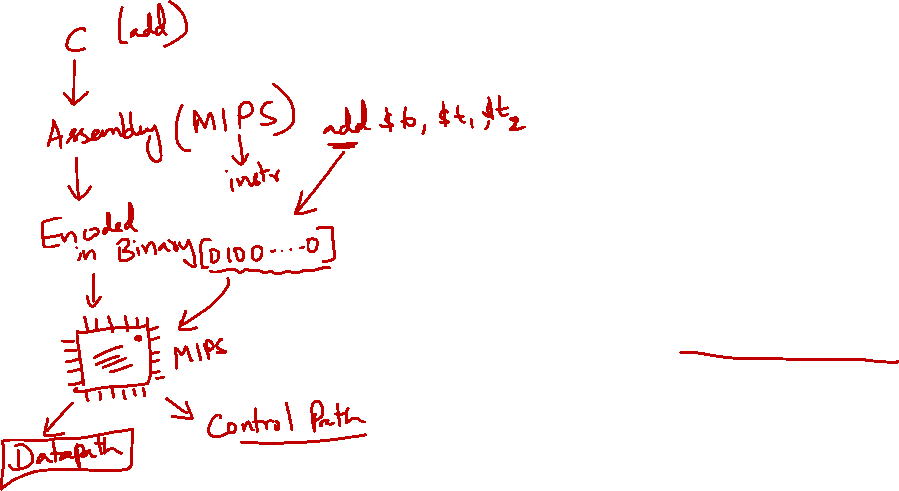 C (add)
Assembly (MIPS) add $t0, $t1, $t2
instr
Encoded
in Binary [0100.....0]
MIPS
Control Path
Datapath